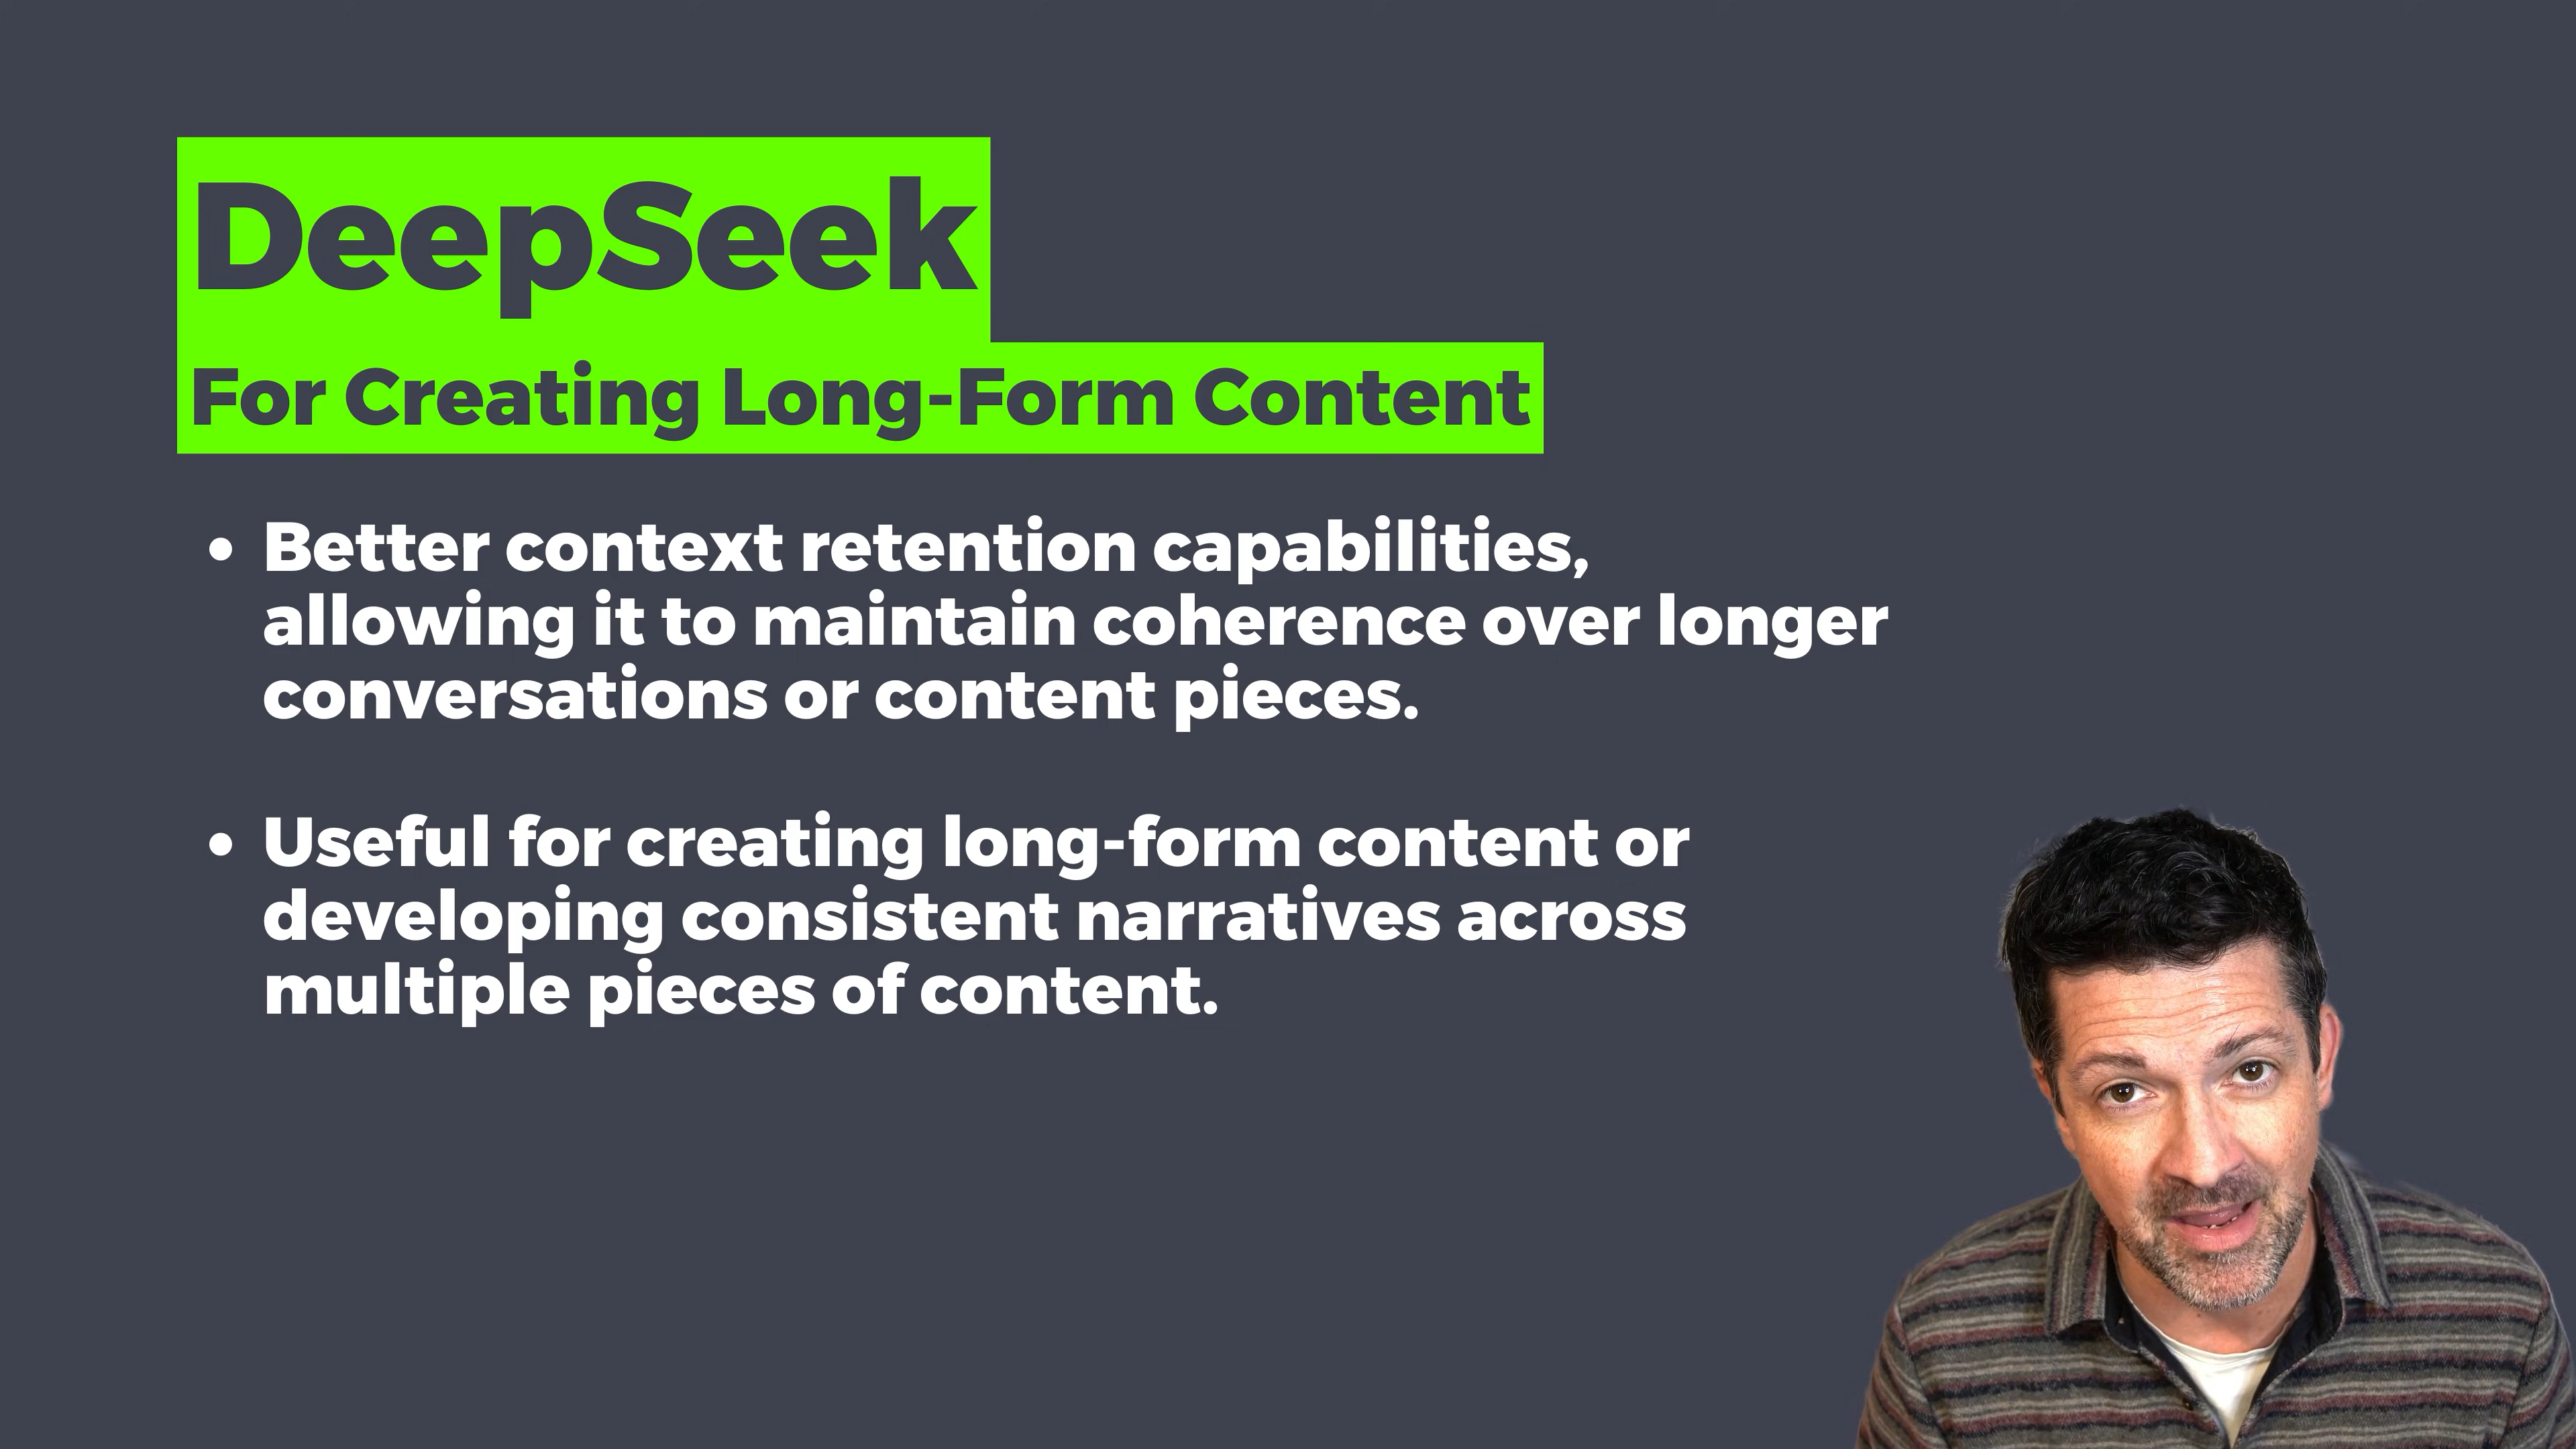 DeepSeek
For Creating Long-Form Content
• Better context retention capabilities,
allowing it to maintain coherence over longer
conversations or content pieces.
• Useful for creating long-form content or
developing consistent narratives across
multiple pieces of content.